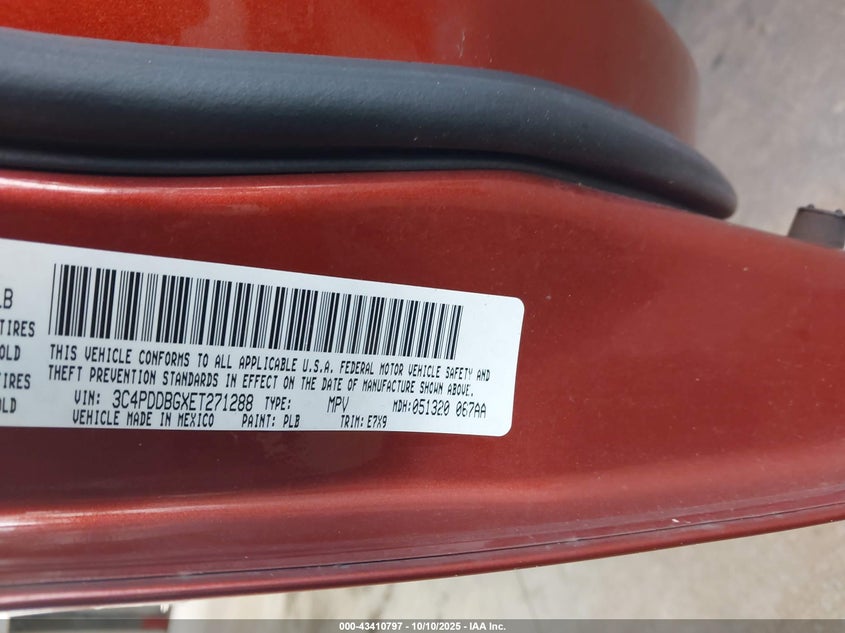 LB
TIRES
OLD
IRES
OLD
THIS VEHICLE CONFORMS TO ALL APPLICABLE U.S.A. FEDERAL MOTOR VEHICLE SAFETY AND
THEFT PREVENTION STANDARDS IN EFFECT ON THE DATE OF MANUFACTURE SHOWN ABOVE.
VIN: 3C4PDDBGXET271288 TYPE: MPV MDH:051320 067AA
VEHICLE MADE IN MEXICO PAINT: PLB TRIM: E7X9
000-43410797 - 10/10/2025 - IAA Inc.